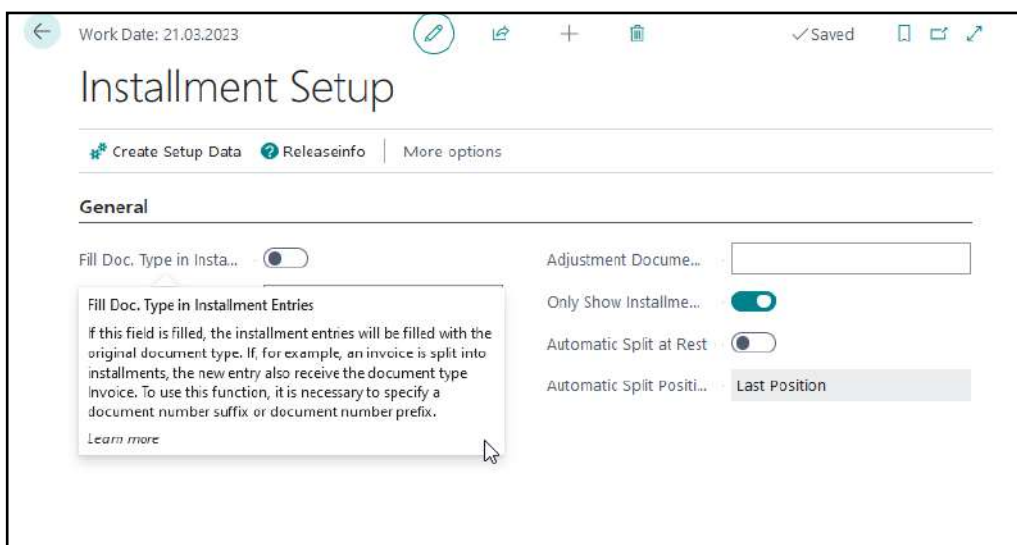 Work Date: 21.03.2023
Saved
Installment Setup
Create Setup Data
Releaseinfo
More options
General
Fill Doc. Type in Insta...
Adjustment Docume...
Fill Doc. Type in Installment Entries
If this field is filled, the installment entries will be filled with the
original document type. If, for example, an invoice is split into
installments, the new entry also receive the document type
Invoice. To use this function, it is necessary to specify a
document number suffix or document number prefix.
Learn more
Only Show Installme...
Automatic Split at Rest
Automatic Split Positi...
Last Position